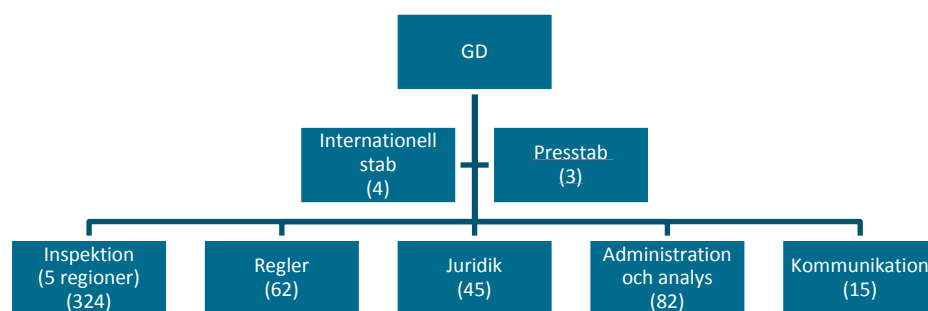 GD
Internationell
stab
(4)
Presstab
(3)
Inspektion
(5 regioner)
(324)
Regler
(62)
Juridik
(45)
Administration
och analys
(82)
Kommunikation
(15)